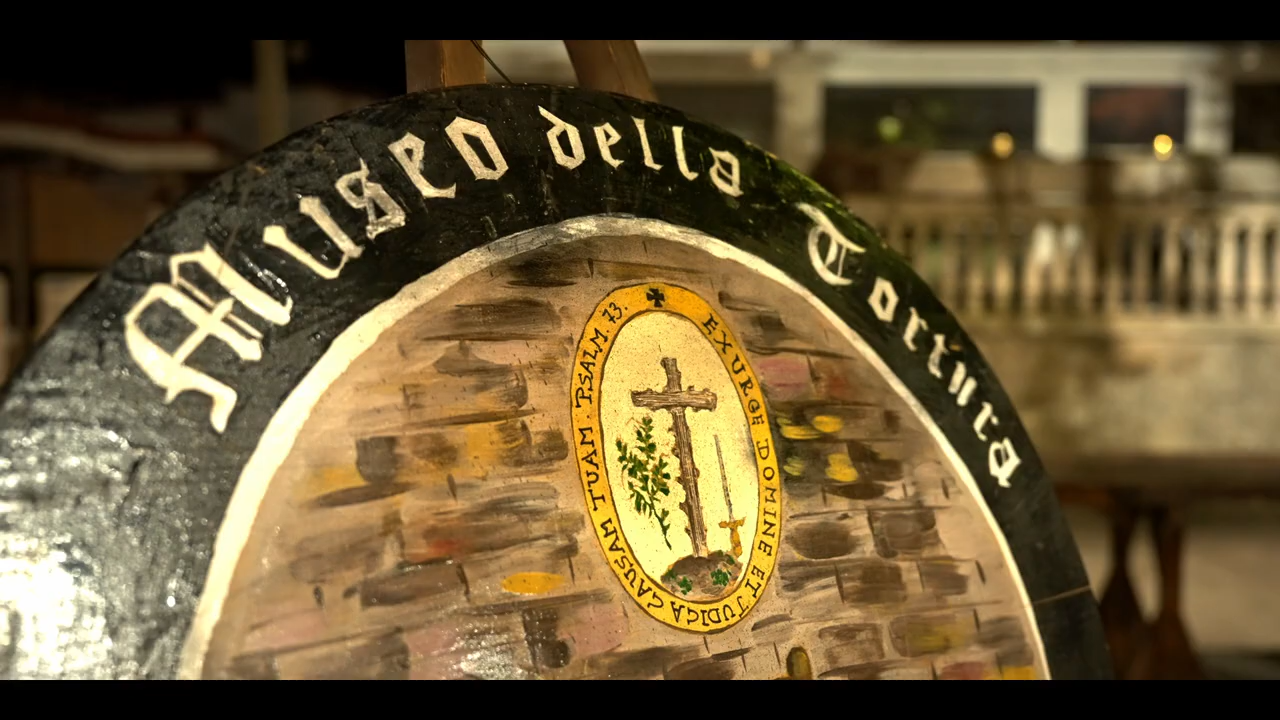 Museo della Tortura
✠ EXURGE DOMINE ET JUDICA CAUSAM TUAM · PSALM. 73.